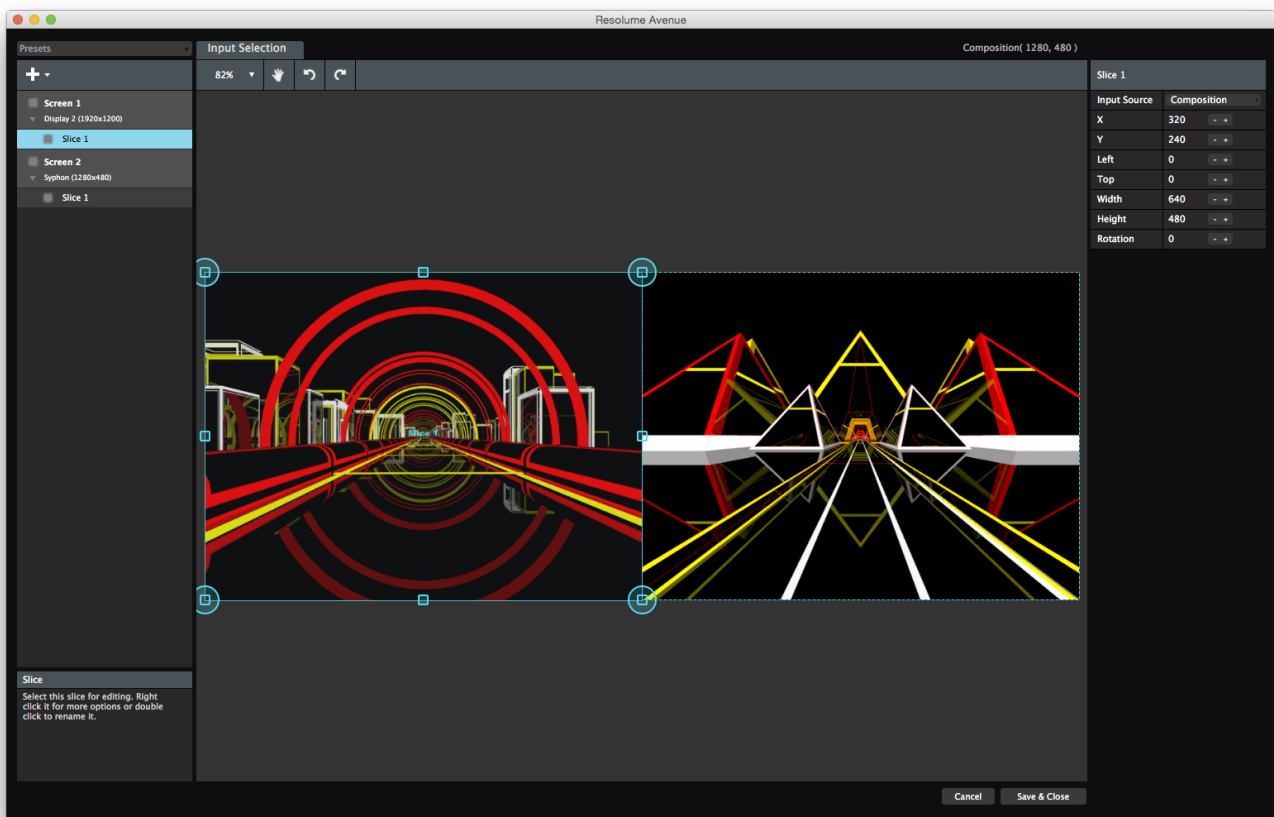 Resolume Avenue
Presets
Input Selection
Composition( 1280, 480 )
82%
Slice 1
Screen 1
Display 2 (1920x1200)
Slice 1
Screen 2
Syphon (1280x480)
Slice 1
Input Source Composition
X 320 - +
Y 240 - +
Left 0 - +
Top 0 - +
Width 640 - +
Height 480 - +
Rotation 0 - +
Slice 1
Slice
Select this slice for editing. Right
click it for more options or double
click to rename it.
Cancel
Save & Close